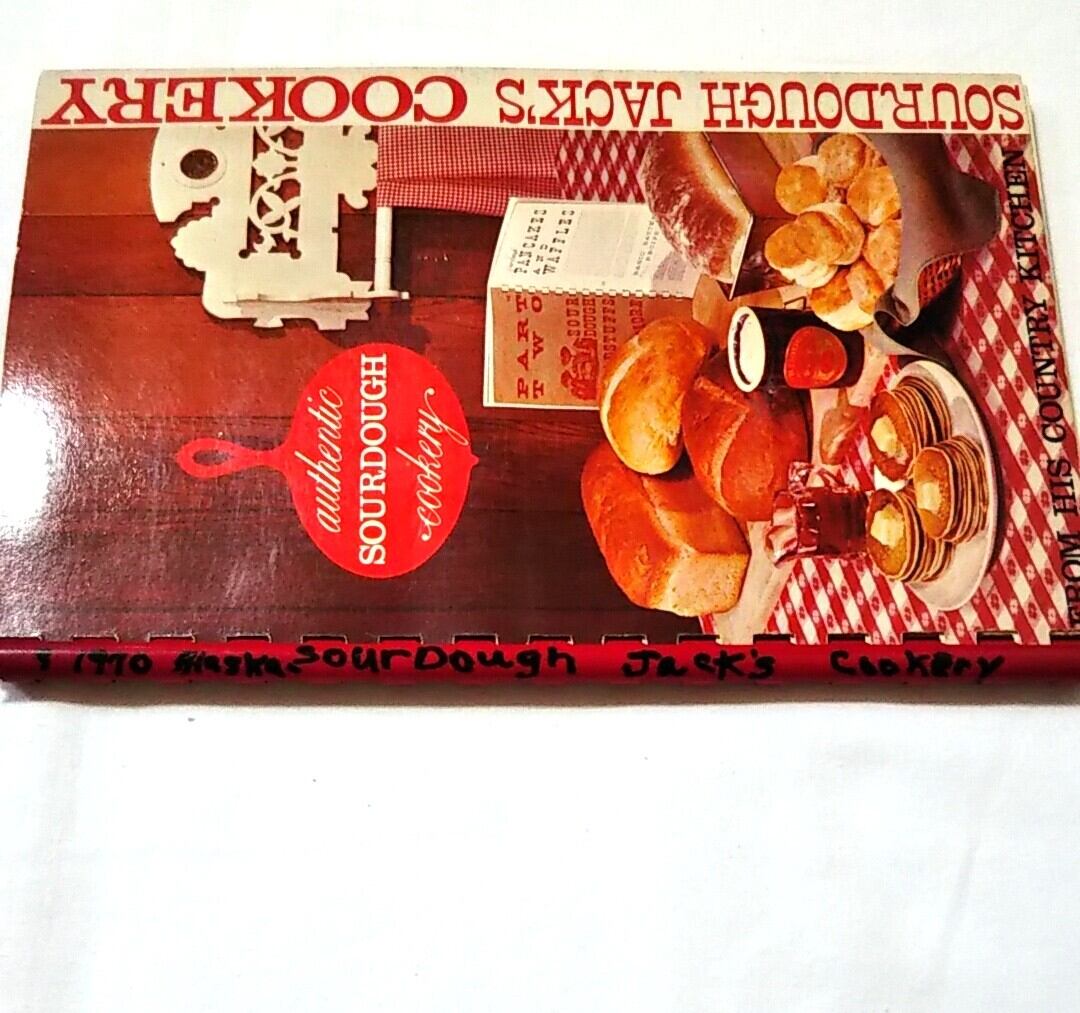 SOURDOUGH JACK'S COOKERY
FROM HIS COUNTRY KITCHEN
authentic
SOURDOUGH
cookery
PANCAKES
AND
WAFFLES
PART
TWO
SOUR
DOUGH
MORE
1970 Alaska Sourdough Jack's Cookery